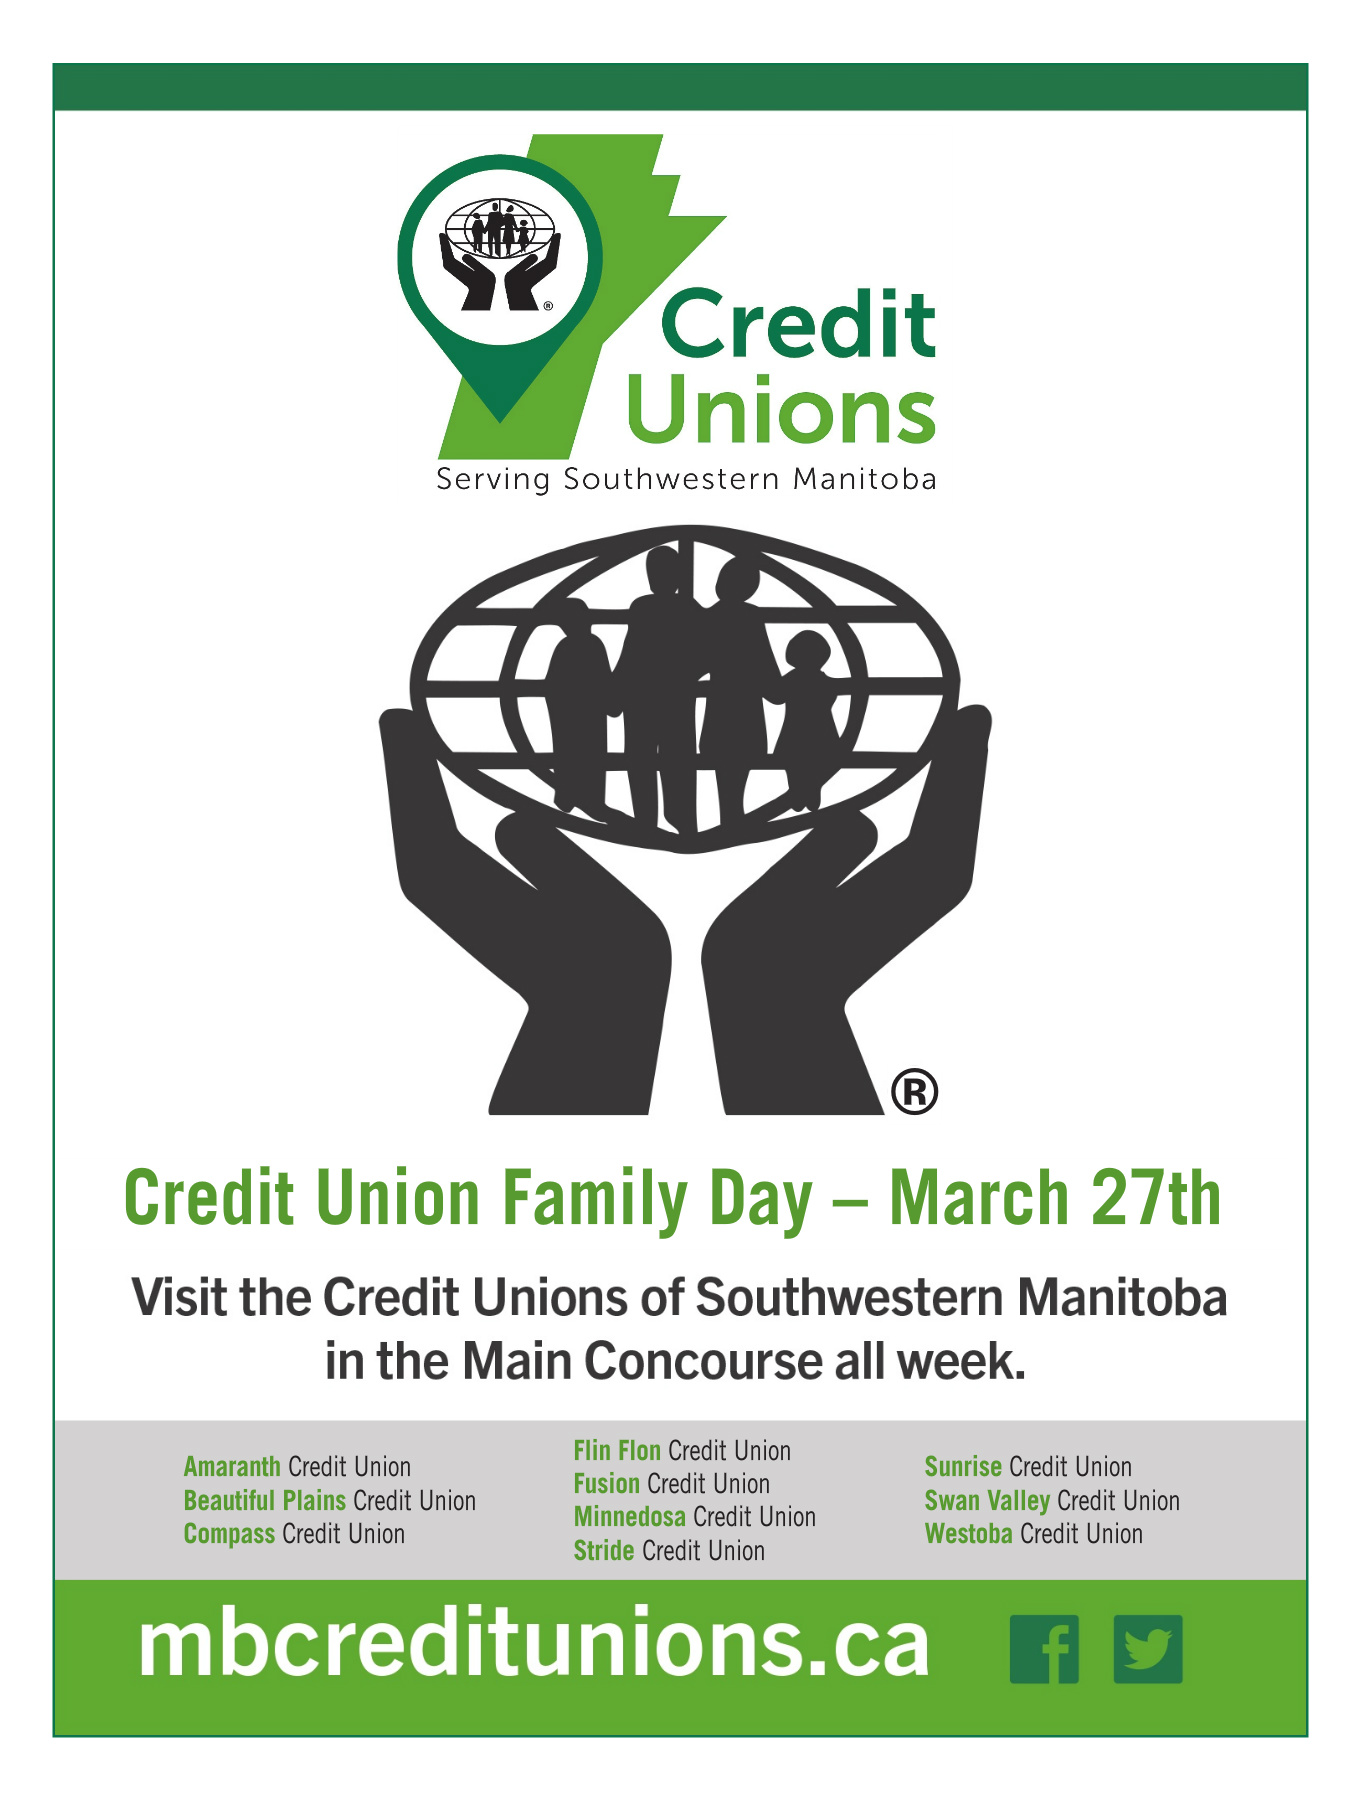 ®
Credit
Unions
Serving Southwestern Manitoba
®
Credit Union Family Day – March 27th
Visit the Credit Unions of Southwestern Manitoba
in the Main Concourse all week.
Amaranth Credit Union
Beautiful Plains Credit Union
Compass Credit Union
Flin Flon Credit Union
Fusion Credit Union
Minnedosa Credit Union
Stride Credit Union
Sunrise Credit Union
Swan Valley Credit Union
Westoba Credit Union
mbcreditunions.ca